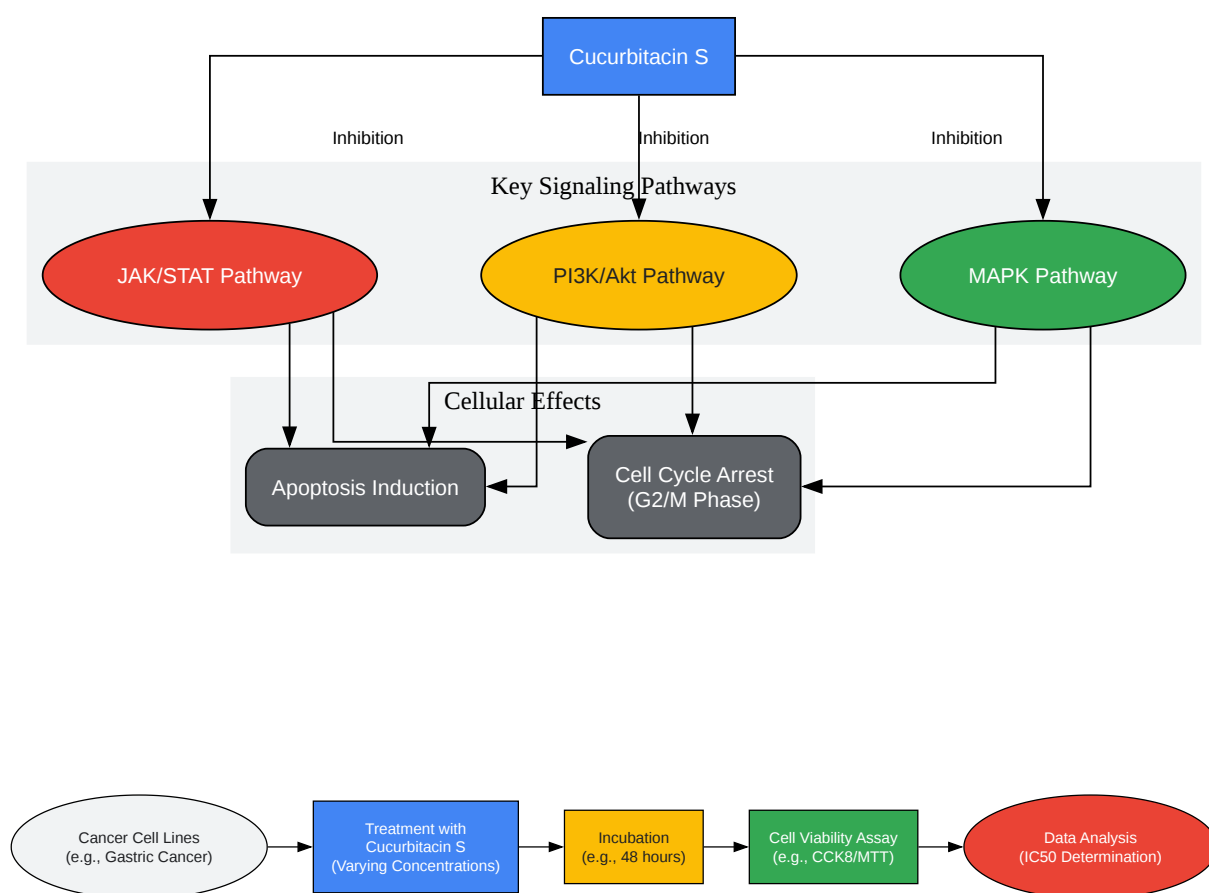 Cucurbitacin S
Inhibition
Inhibition
Inhibition
Key Signaling Pathways
JAK/STAT Pathway
PI3K/Akt Pathway
MAPK Pathway
Cellular Effects
Apoptosis Induction
Cell Cycle Arrest
(G2/M Phase)
Cancer Cell Lines
(e.g., Gastric Cancer)
Treatment with
Cucurbitacin S
(Varying Concentrations)
Incubation
(e.g., 48 hours)
Cell Viability Assay
(e.g., CCK8/MTT)
Data Analysis
(IC50 Determination)